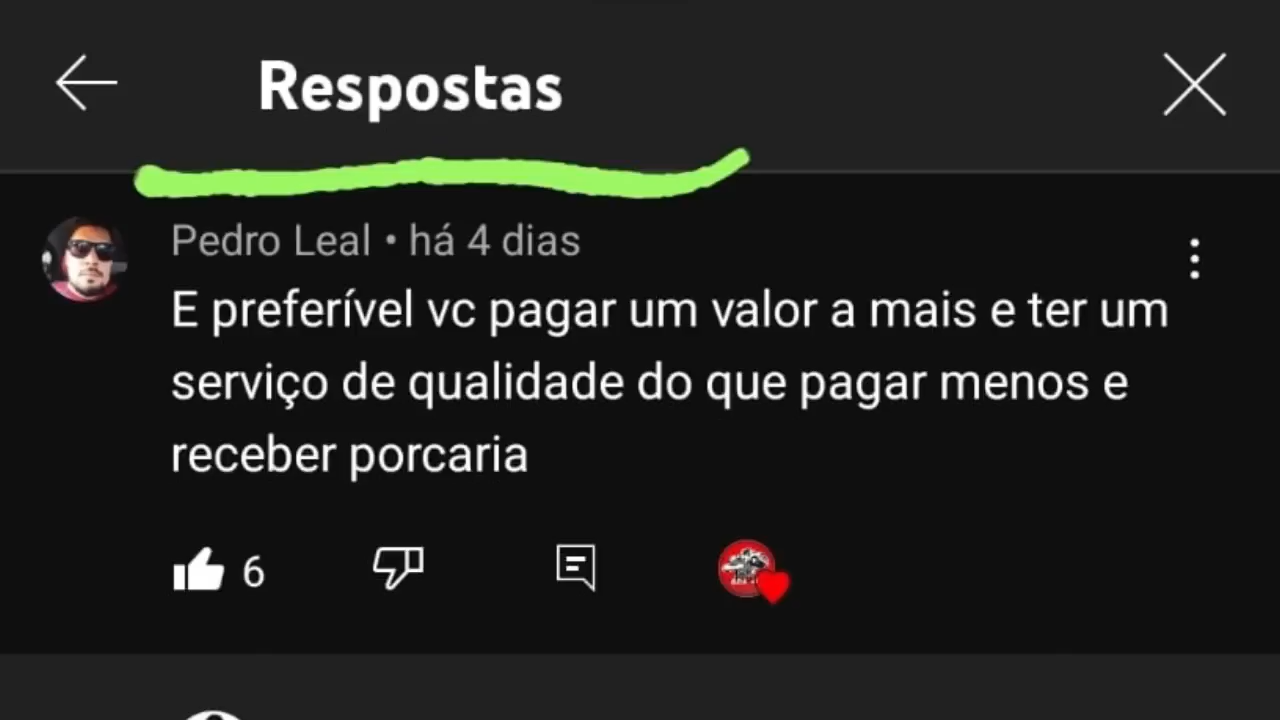 Respostas
Pedro Leal • há 4 dias
E preferível vc pagar um valor a mais e ter um
serviço de qualidade do que pagar menos e
receber porcaria
6